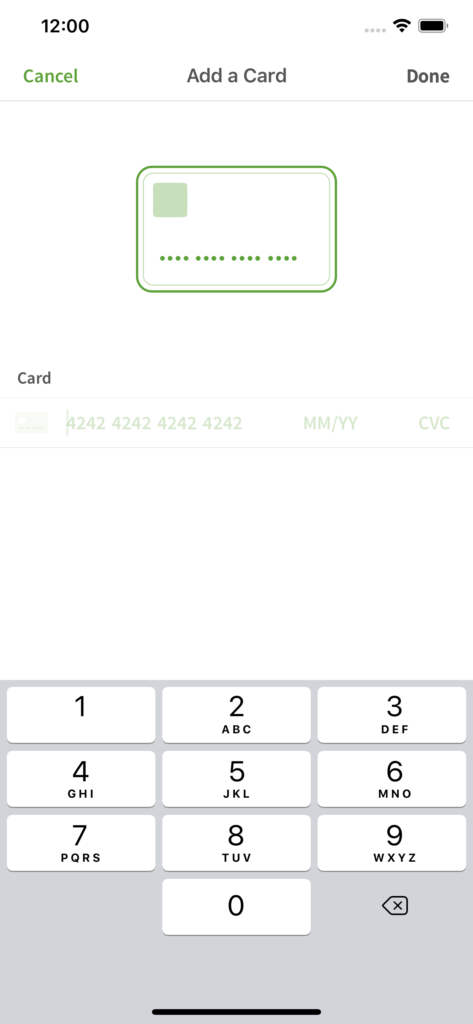 12:00
Cancel Add a Card Done
Card
4242 4242 4242 4242 MM/YY CVC
1 2 3
ABC DEF
4 5 6
GHI JKL MNO
7 8 9
PQRS TUV WXYZ
0